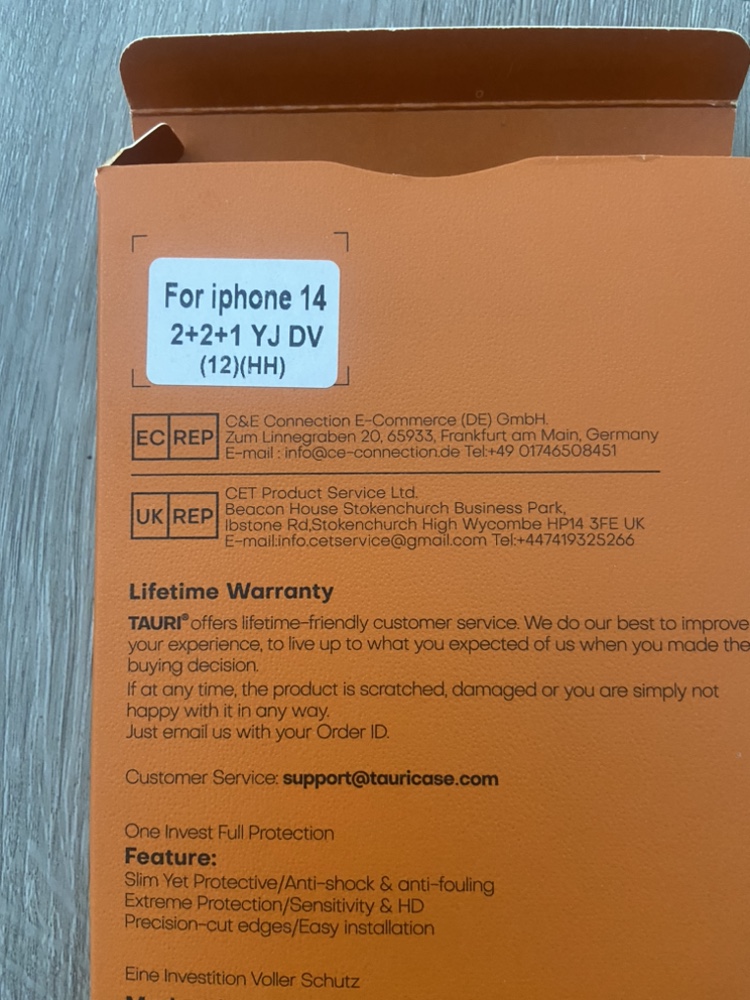 For iphone 14
2+2+1 YJ DV
(12)(HH)
EC REP
C&E Connection E-Commerce (DE) GmbH.
Zum Linnegraben 20, 65933, Frankfurt am Main, Germany
E-mail : info@ce-connection.de Tel:+49 01746508451
UK REP
CET Product Service Ltd.
Beacon House Stokenchurch Business Park,
Ibstone Rd,Stokenchurch High Wycombe HP14 3FE UK
E-mail:info.cetservice@gmail.com Tel:+447419325266
Lifetime Warranty
TAURI® offers lifetime-friendly customer service. We do our best to improve
your experience, to live up to what you expected of us when you made the
buying decision.
If at any time, the product is scratched, damaged or you are simply not
happy with it in any way.
Just email us with your Order ID.
Customer Service: support@tauricase.com
One Invest Full Protection
Feature:
Slim Yet Protective/Anti-shock & anti-fouling
Extreme Protection/Sensitivity & HD
Precision-cut edges/Easy installation
Eine Investition Voller Schutz